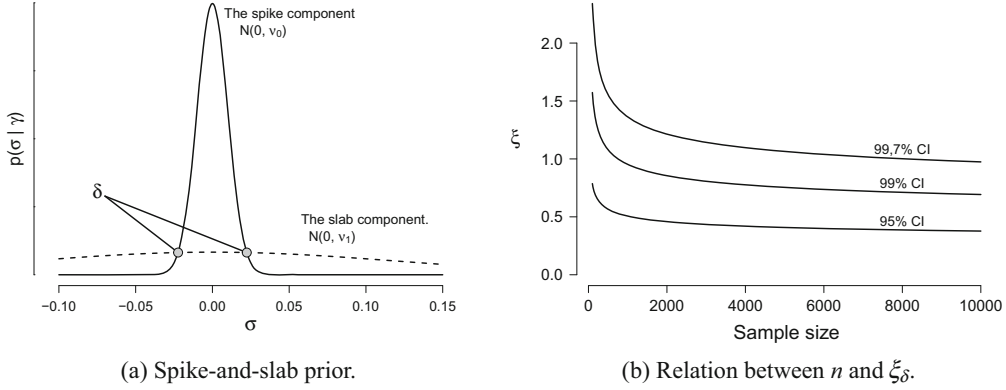 The spike component
N(0, ν₀)
p(σ | γ)
δ
The slab component.
N(0, ν₁)
−0.10
−0.05
0.00
0.05
0.10
0.15
σ
(a) Spike-and-slab prior.
2.0
1.5
1.0
0.5
0.0
ξ
99,7% CI
99% CI
95% CI
0
2000
4000
6000
8000
10000
Sample size
(b) Relation between n and ξδ.